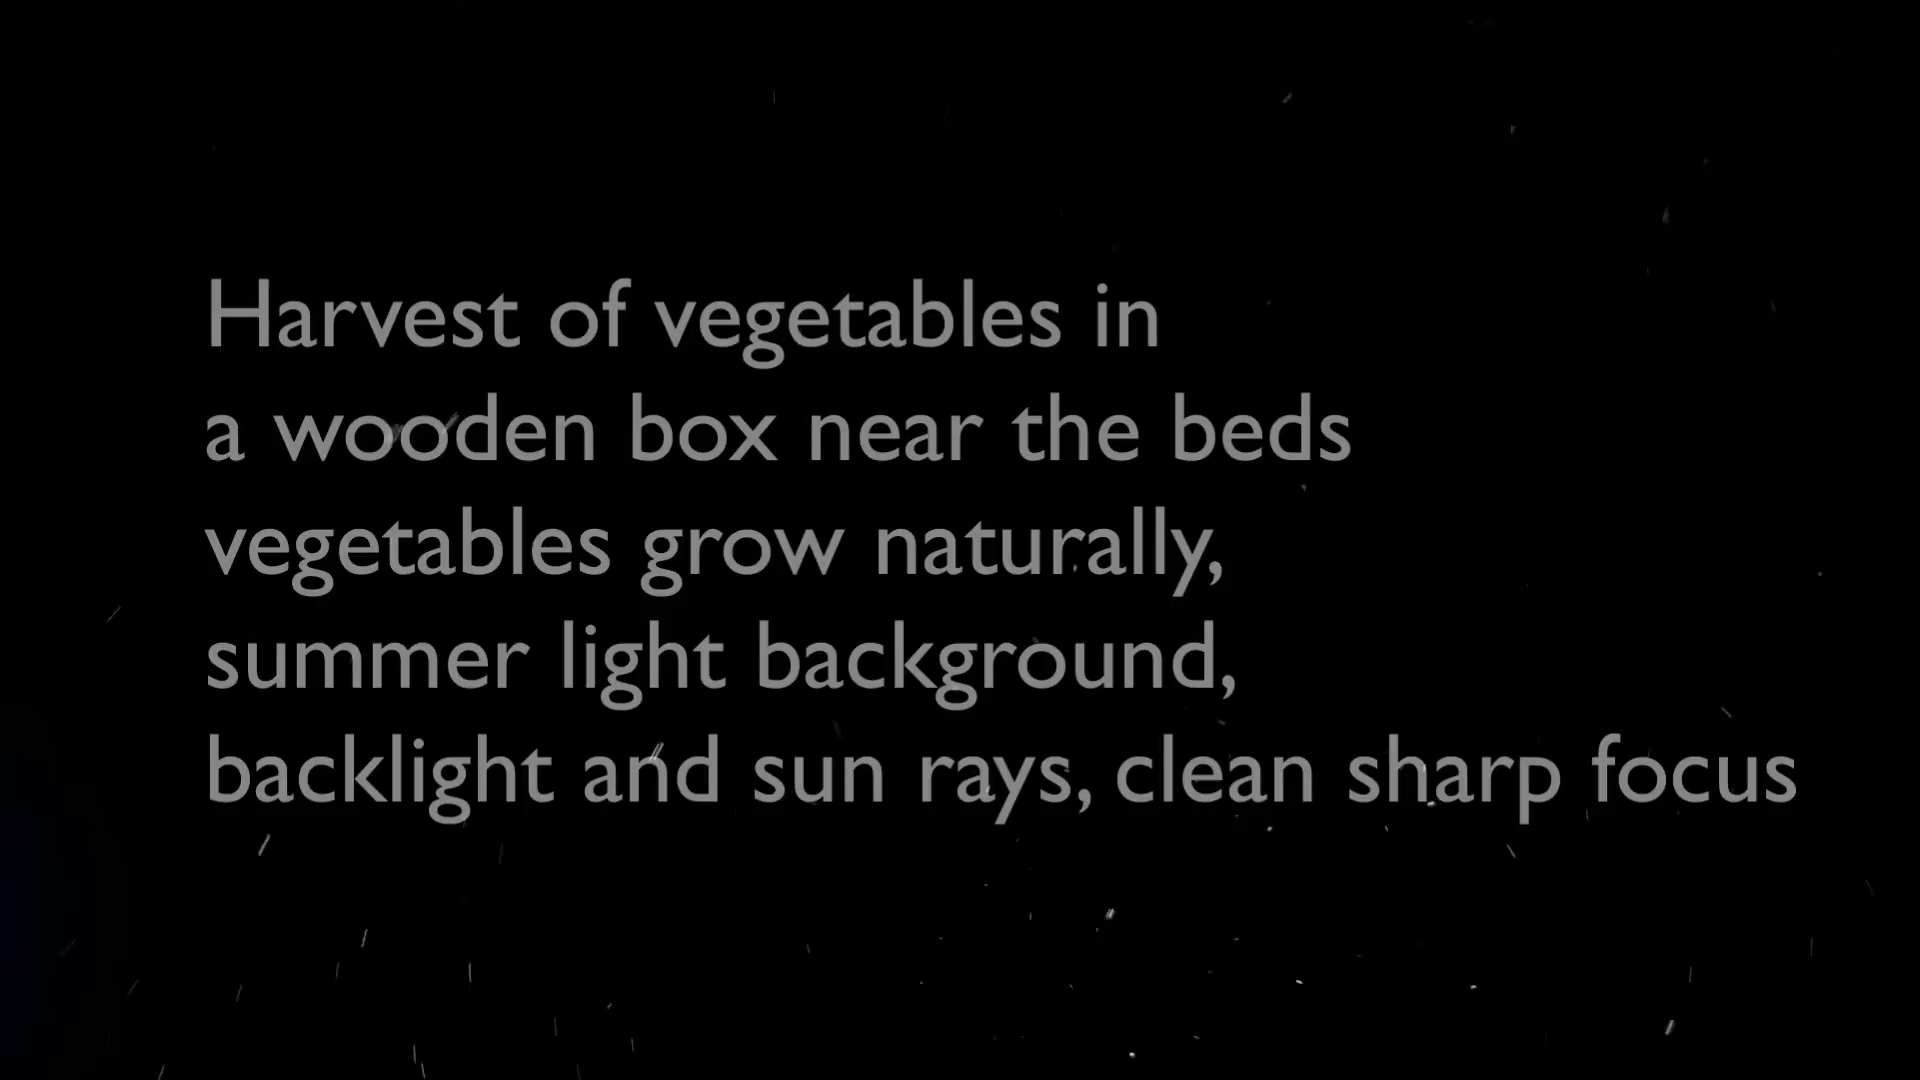 Harvest of vegetables in
a wooden box near the beds
vegetables grow naturally,
summer light background,
backlight and sun rays, clean sharp focus